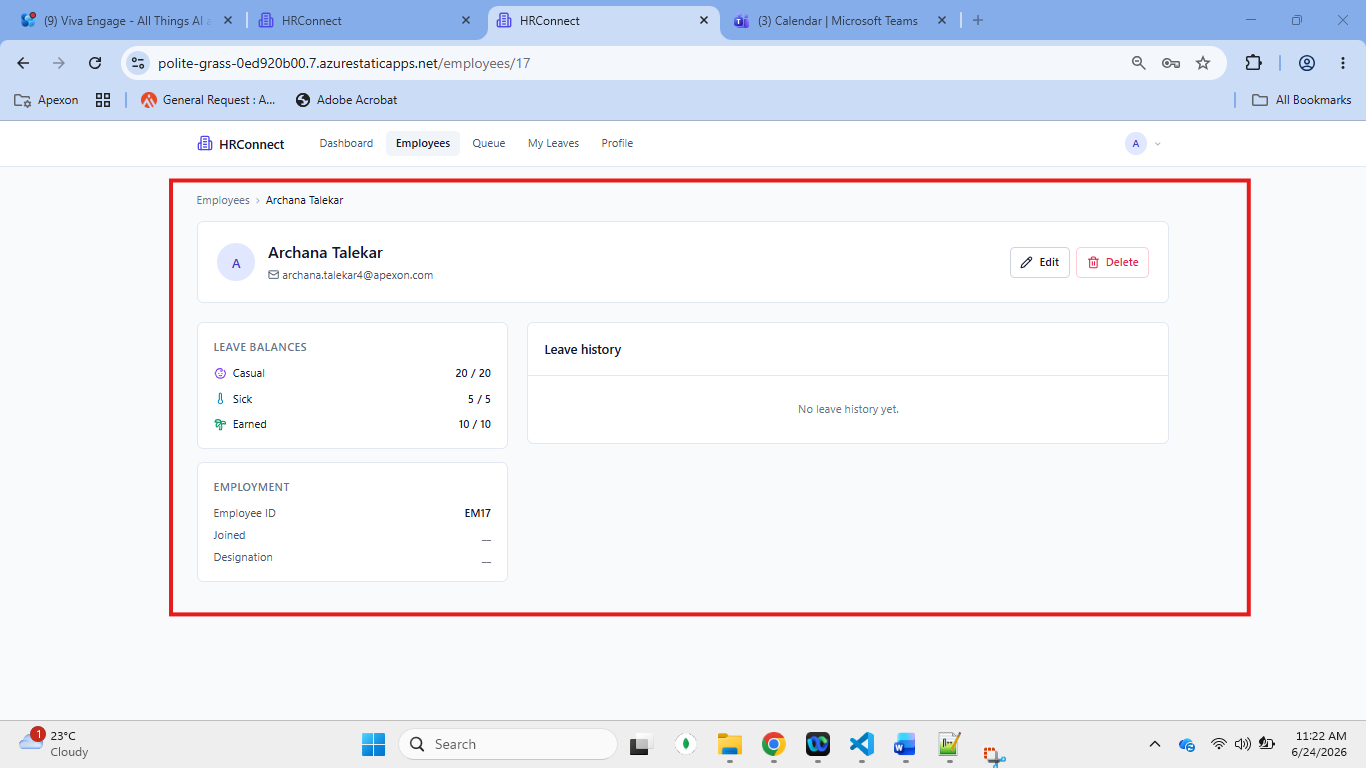 (9) Viva Engage - All Things AI a
HRConnect
HRConnect
(3) Calendar | Microsoft Teams
polite-grass-0ed920b00.7.azurestaticapps.net/employees/17
Apexon
General Request : A...
Adobe Acrobat
All Bookmarks
HRConnect
Dashboard
Employees
Queue
My Leaves
Profile
A
Employees › Archana Talekar
A
Archana Talekar
archana.talekar4@apexon.com
Edit
Delete
LEAVE BALANCES
Casual 20 / 20
Sick 5 / 5
Earned 10 / 10
Leave history
No leave history yet.
EMPLOYMENT
Employee ID EM17
Joined —
Designation —
1
23°C
Cloudy
Search
11:22 AM
6/24/2026